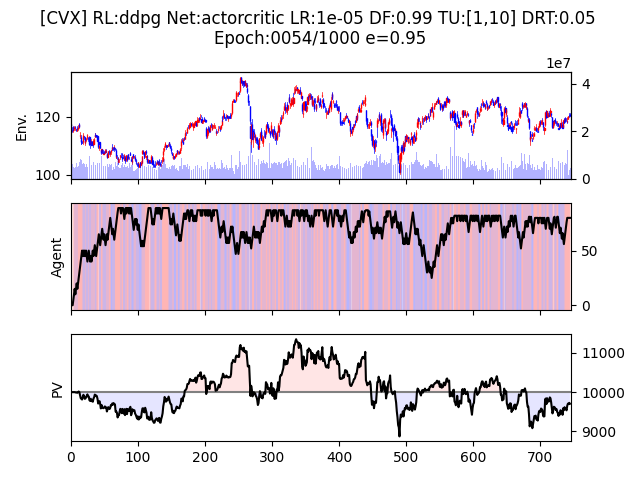 [CVX] RL:ddpg Net:actorcritic LR:1e-05 DF:0.99 TU:[1,10] DRT:0.05
Epoch:0054/1000 e=0.95
1e7
Env.
120
100
4
2
0
Agent
50
0
PV
11000
10000
9000
0 100 200 300 400 500 600 700